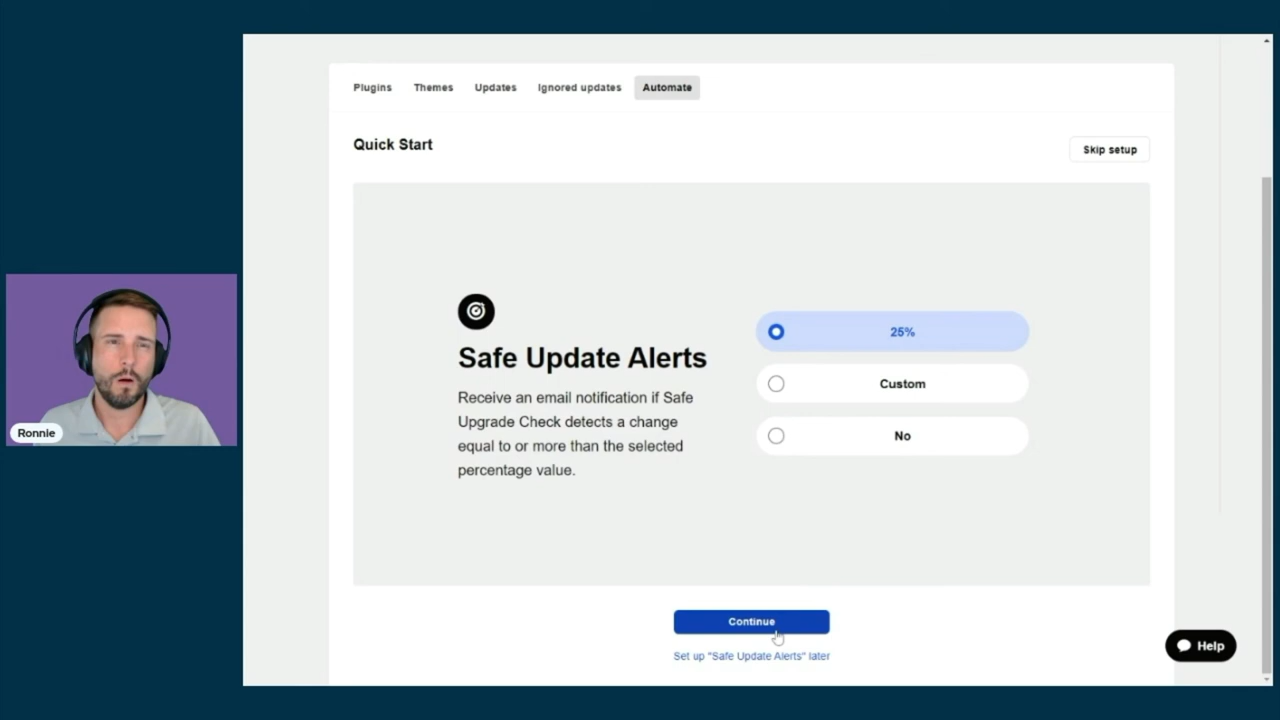 Plugins Themes Updates Ignored updates Automate
Quick Start
Skip setup
Safe Update Alerts
Receive an email notification if Safe
Upgrade Check detects a change
equal to or more than the selected
percentage value.
25%
Custom
No
Ronnie
Continue
Set up "Safe Update Alerts" later
Help